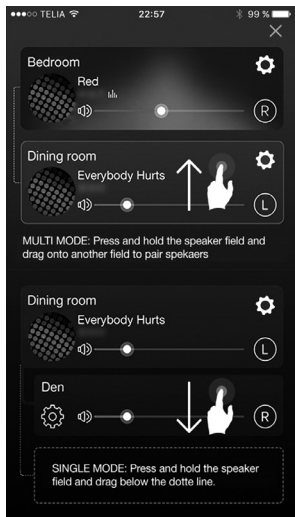 TELIA 22:57 99 %
Bedroom
Red
R
Dining room
Everybody Hurts
L
MULTI MODE: Press and hold the speaker field and
drag onto another field to pair spekaers
Dining room
Everybody Hurts
L
Den
R
SINGLE MODE: Press and hold the speaker
field and drag below the dotte line.